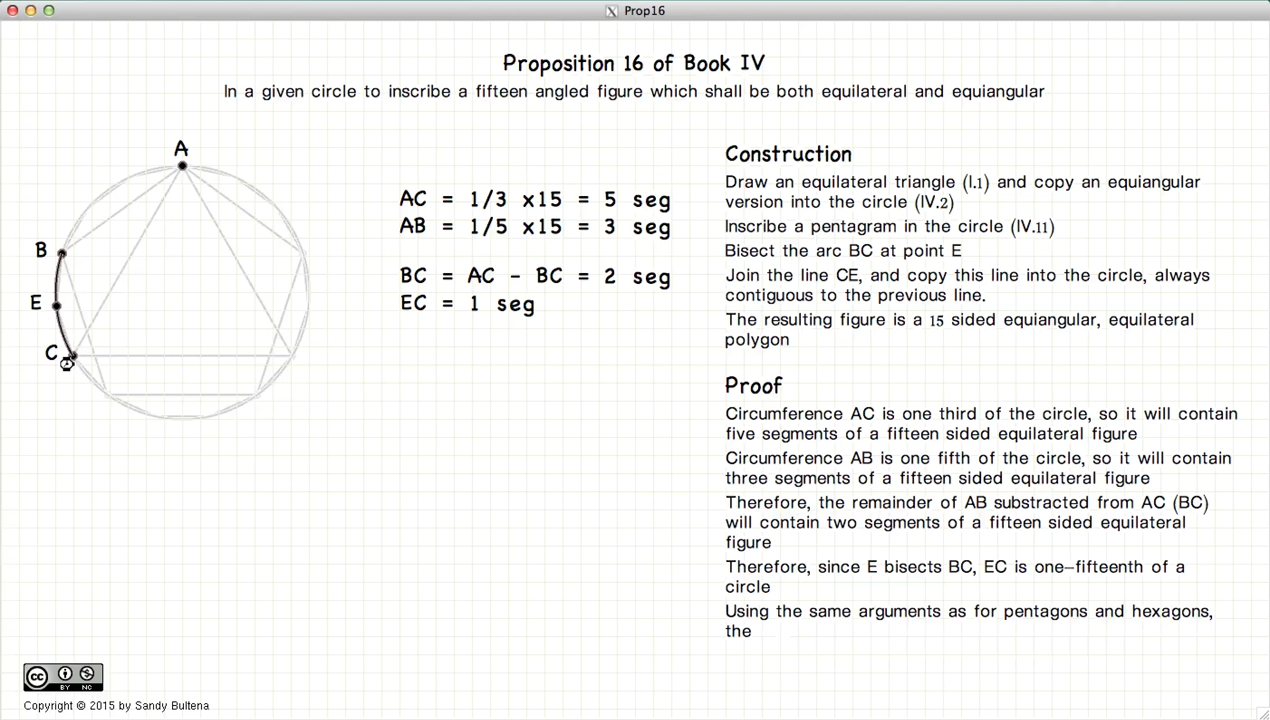 Prop16
Proposition 16 of Book IV
In a given circle to inscribe a fifteen angled figure which shall be both equilateral and equiangular
A
B
E
C
AC = 1/3 x15 = 5 seg
AB = 1/5 x15 = 3 seg
BC = AC - BC = 2 seg
EC = 1 seg
Construction
Draw an equilateral triangle (I.1) and copy an equiangular
version into the circle (IV.2)
Inscribe a pentagram in the circle (IV.11)
Bisect the arc BC at point E
Join the line CE, and copy this line into the circle, always
contiguous to the previous line.
The resulting figure is a 15 sided equiangular, equilateral
polygon
Proof
Circumference AC is one third of the circle, so it will contain
five segments of a fifteen sided equilateral figure
Circumference AB is one fifth of the circle, so it will contain
three segments of a fifteen sided equilateral figure
Therefore, the remainder of AB substracted from AC (BC)
will contain two segments of a fifteen sided equilateral
figure
Therefore, since E bisects BC, EC is one-fifteenth of a
circle
Using the same arguments as for pentagons and hexagons,
the
cc BY NC
Copyright © 2015 by Sandy Bultena